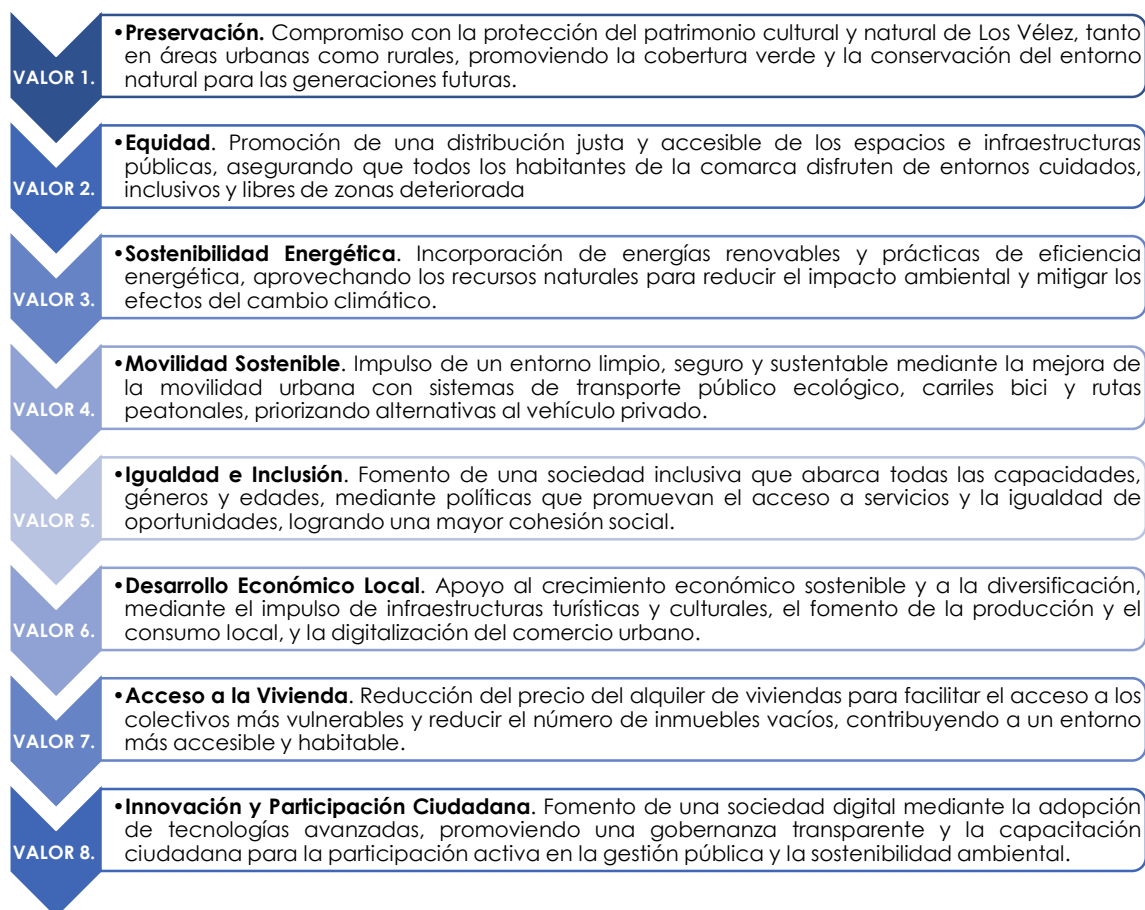 VALOR 1.
•Preservación. Compromiso con la protección del patrimonio cultural y natural de Los Vélez, tanto
en áreas urbanas como rurales, promoviendo la cobertura verde y la conservación del entorno
natural para las generaciones futuras.
VALOR 2.
•Equidad. Promoción de una distribución justa y accesible de los espacios e infraestructuras
públicas, asegurando que todos los habitantes de la comarca disfruten de entornos cuidados,
inclusivos y libres de zonas deteriorada
VALOR 3.
•Sostenibilidad Energética. Incorporación de energías renovables y prácticas de eficiencia
energética, aprovechando los recursos naturales para reducir el impacto ambiental y mitigar los
efectos del cambio climático.
VALOR 4.
•Movilidad Sostenible. Impulso de un entorno limpio, seguro y sustentable mediante la mejora de
la movilidad urbana con sistemas de transporte público ecológico, carriles bici y rutas
peatonales, priorizando alternativas al vehículo privado.
VALOR 5.
•Igualdad e Inclusión. Fomento de una sociedad inclusiva que abarca todas las capacidades,
géneros y edades, mediante políticas que promuevan el acceso a servicios y la igualdad de
oportunidades, logrando una mayor cohesión social.
VALOR 6.
•Desarrollo Económico Local. Apoyo al crecimiento económico sostenible y a la diversificación,
mediante el impulso de infraestructuras turísticas y culturales, el fomento de la producción y el
consumo local, y la digitalización del comercio urbano.
VALOR 7.
•Acceso a la Vivienda. Reducción del precio del alquiler de viviendas para facilitar el acceso a los
colectivos más vulnerables y reducir el número de inmuebles vacíos, contribuyendo a un entorno
más accesible y habitable.
VALOR 8.
•Innovación y Participación Ciudadana. Fomento de una sociedad digital mediante la adopción
de tecnologías avanzadas, promoviendo una gobernanza transparente y la capacitación
ciudadana para la participación activa en la gestión pública y la sostenibilidad ambiental.